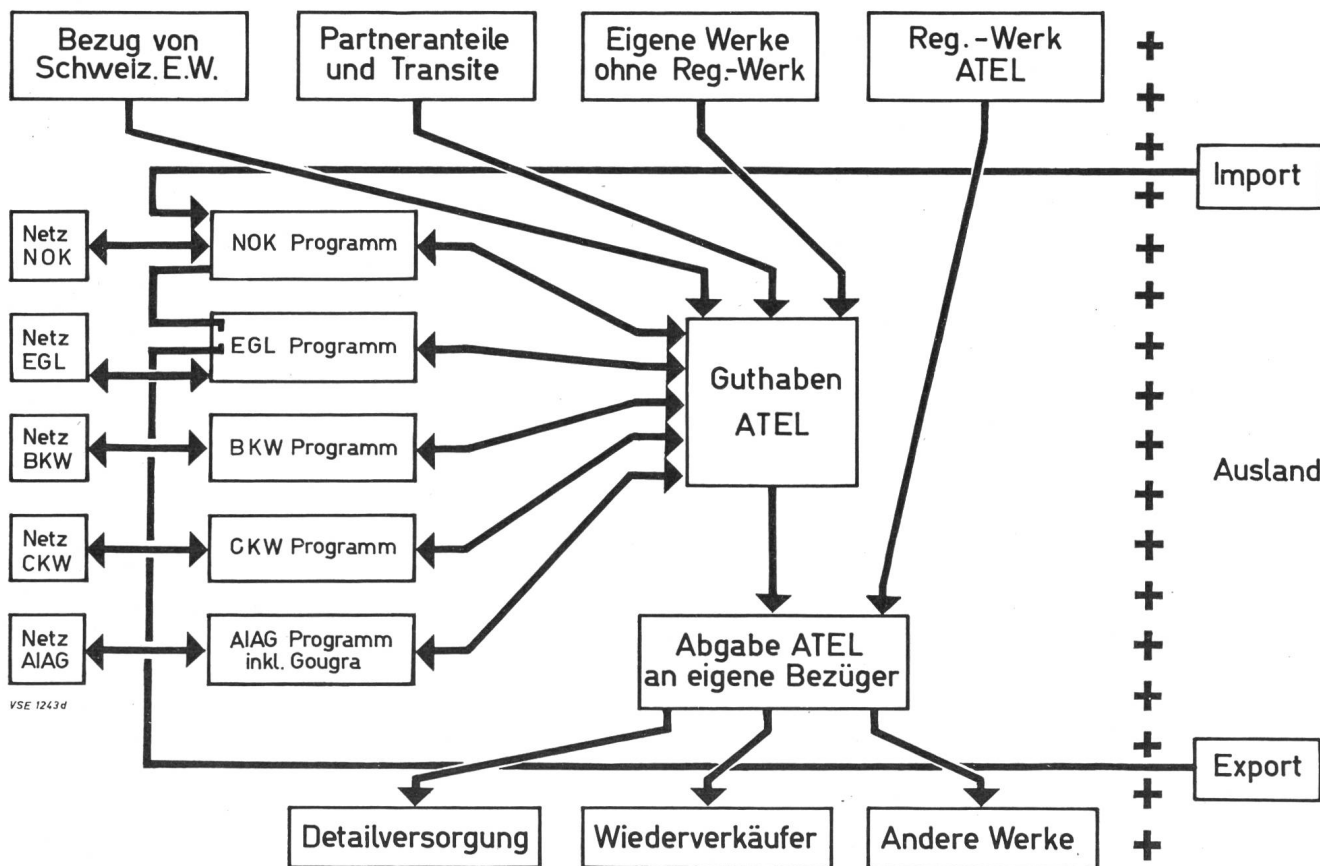 Bezug von
Schweiz. E.W.
Partneranteile
und Transite
Eigene Werke
ohne Reg.-Werk
Reg.-Werk
ATEL
Import
Netz
NOK
NOK Programm
Netz
EGL
EGL Programm
Guthaben
ATEL
Netz
BKW
BKW Programm
Ausland
Netz
CKW
CKW Programm
Netz
AIAG
AIAG Programm
inkl. Gougra
Abgabe ATEL
an eigene Bezüger
VSE 1243d
Export
Detailversorgung
Wiederverkäufer
Andere Werke